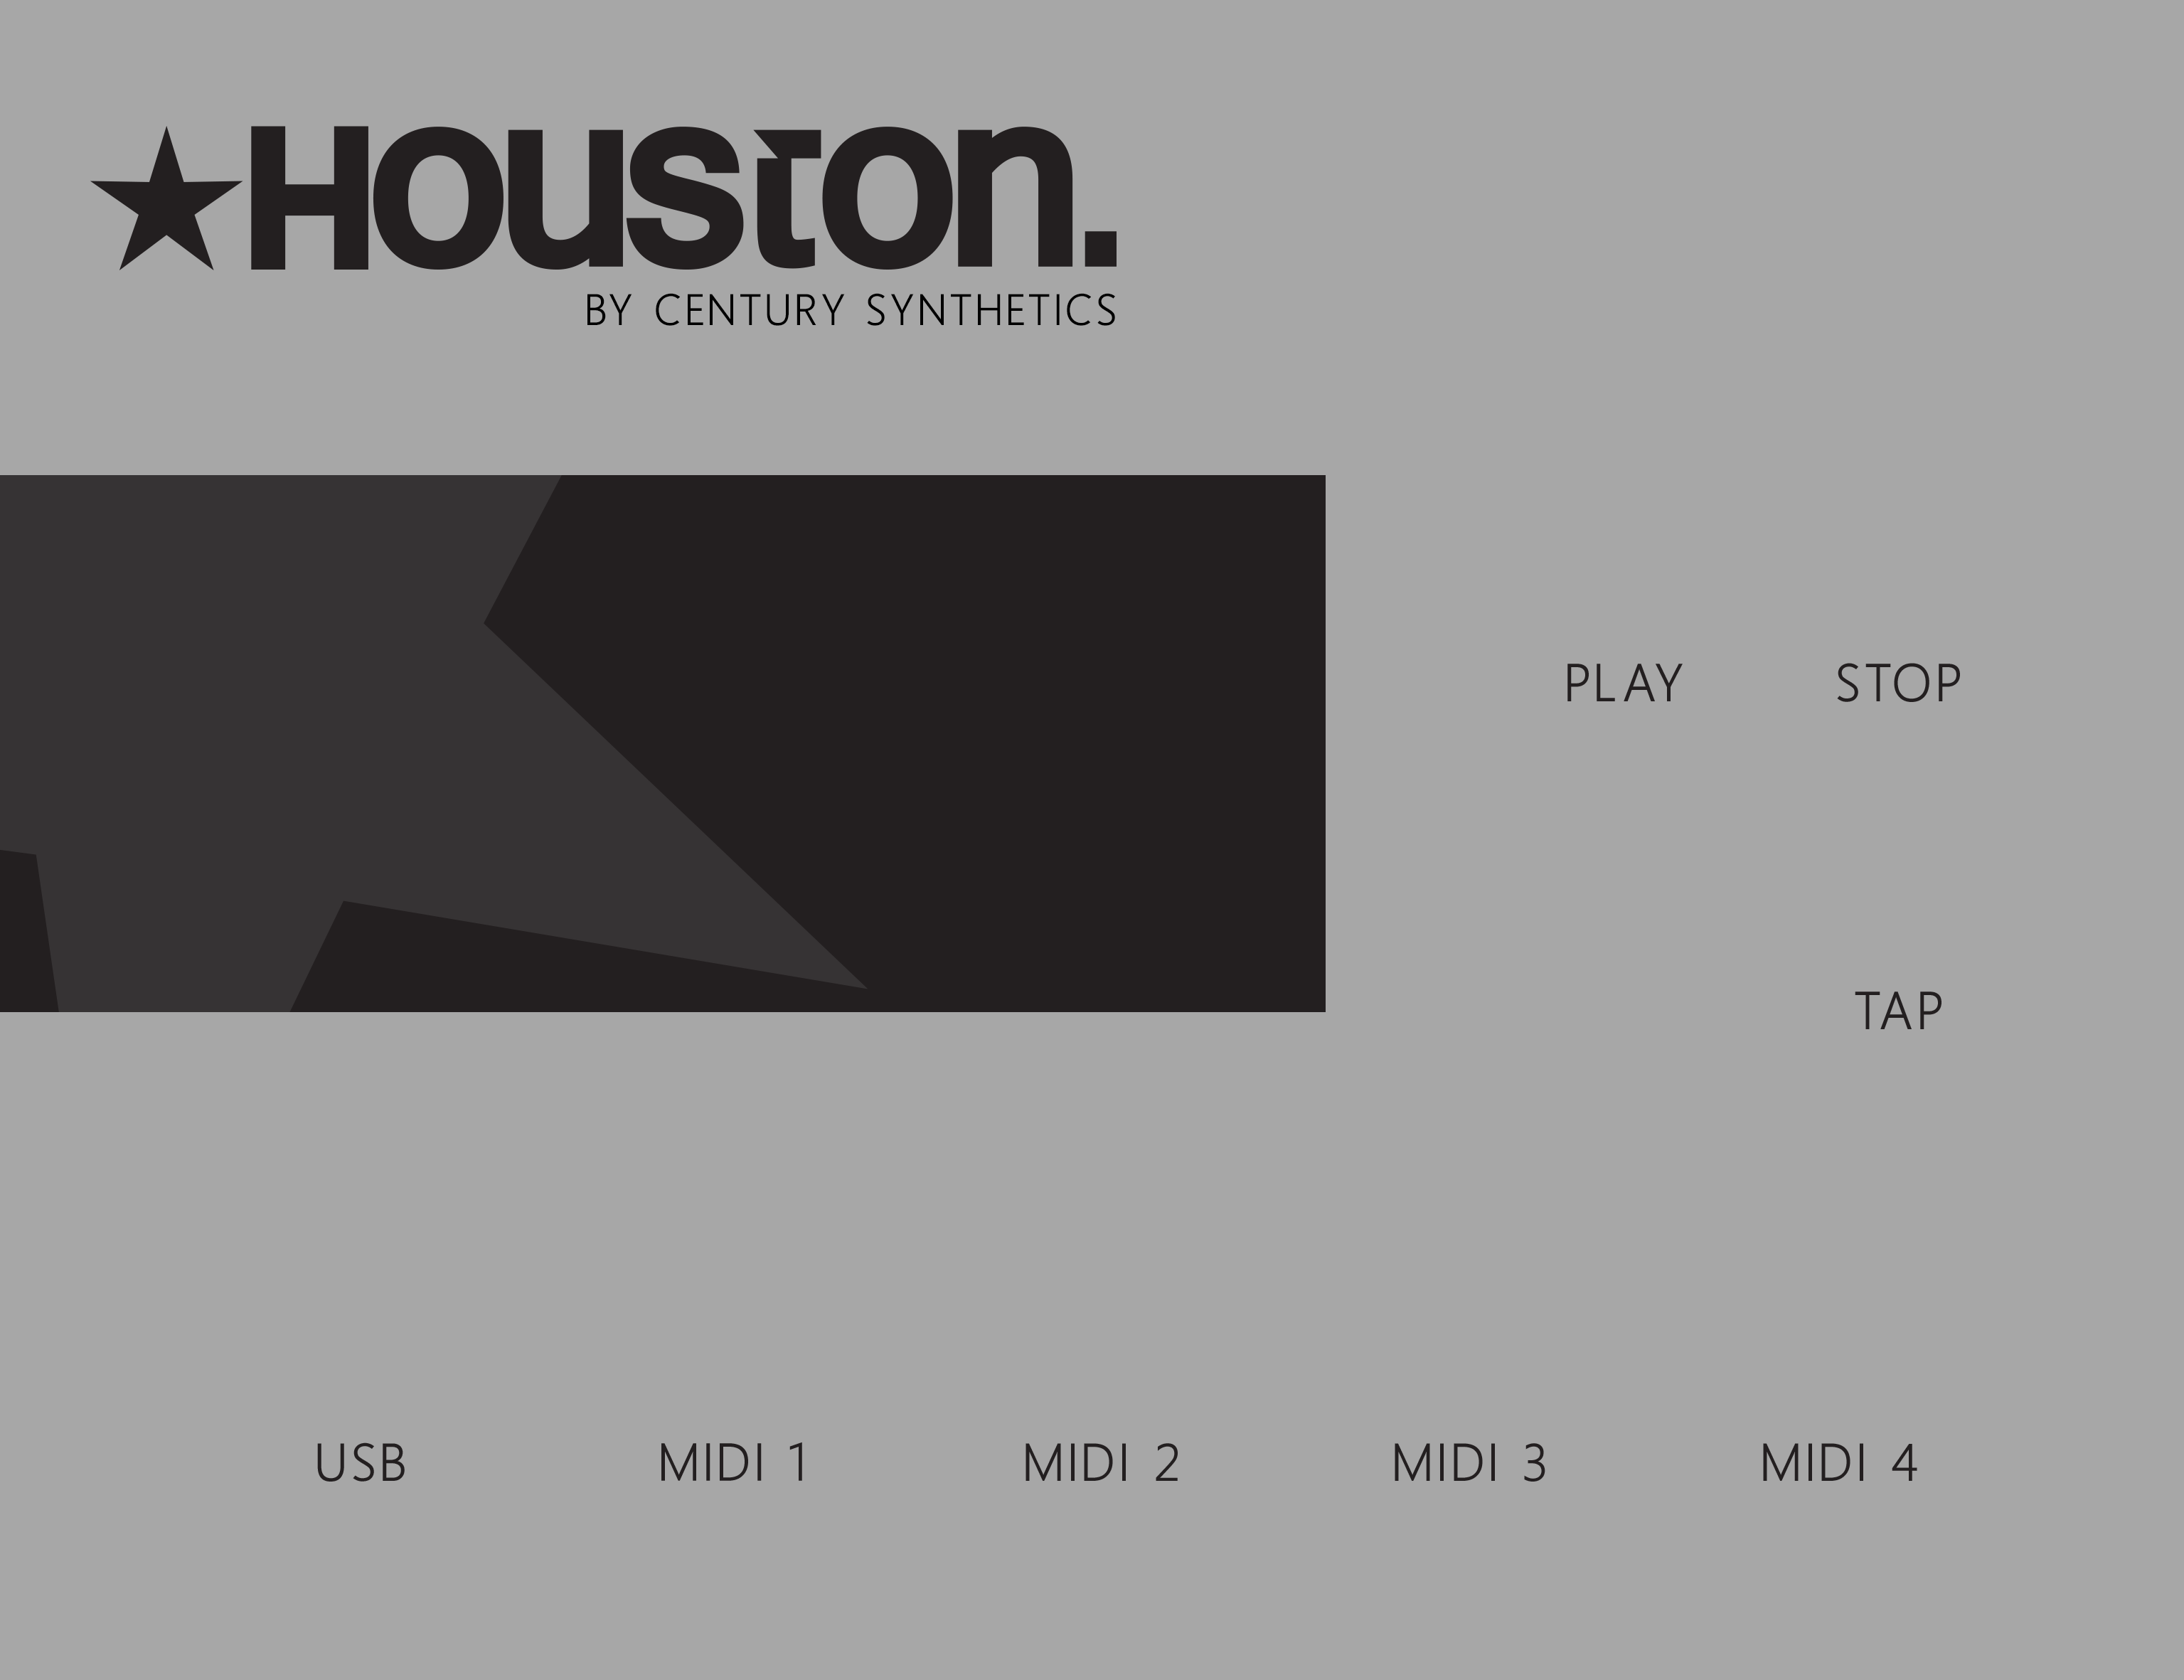 Houston.
BY CENTURY SYNTHETICS
PLAY STOP
TAP
USB MIDI 1 MIDI 2 MIDI 3 MIDI 4